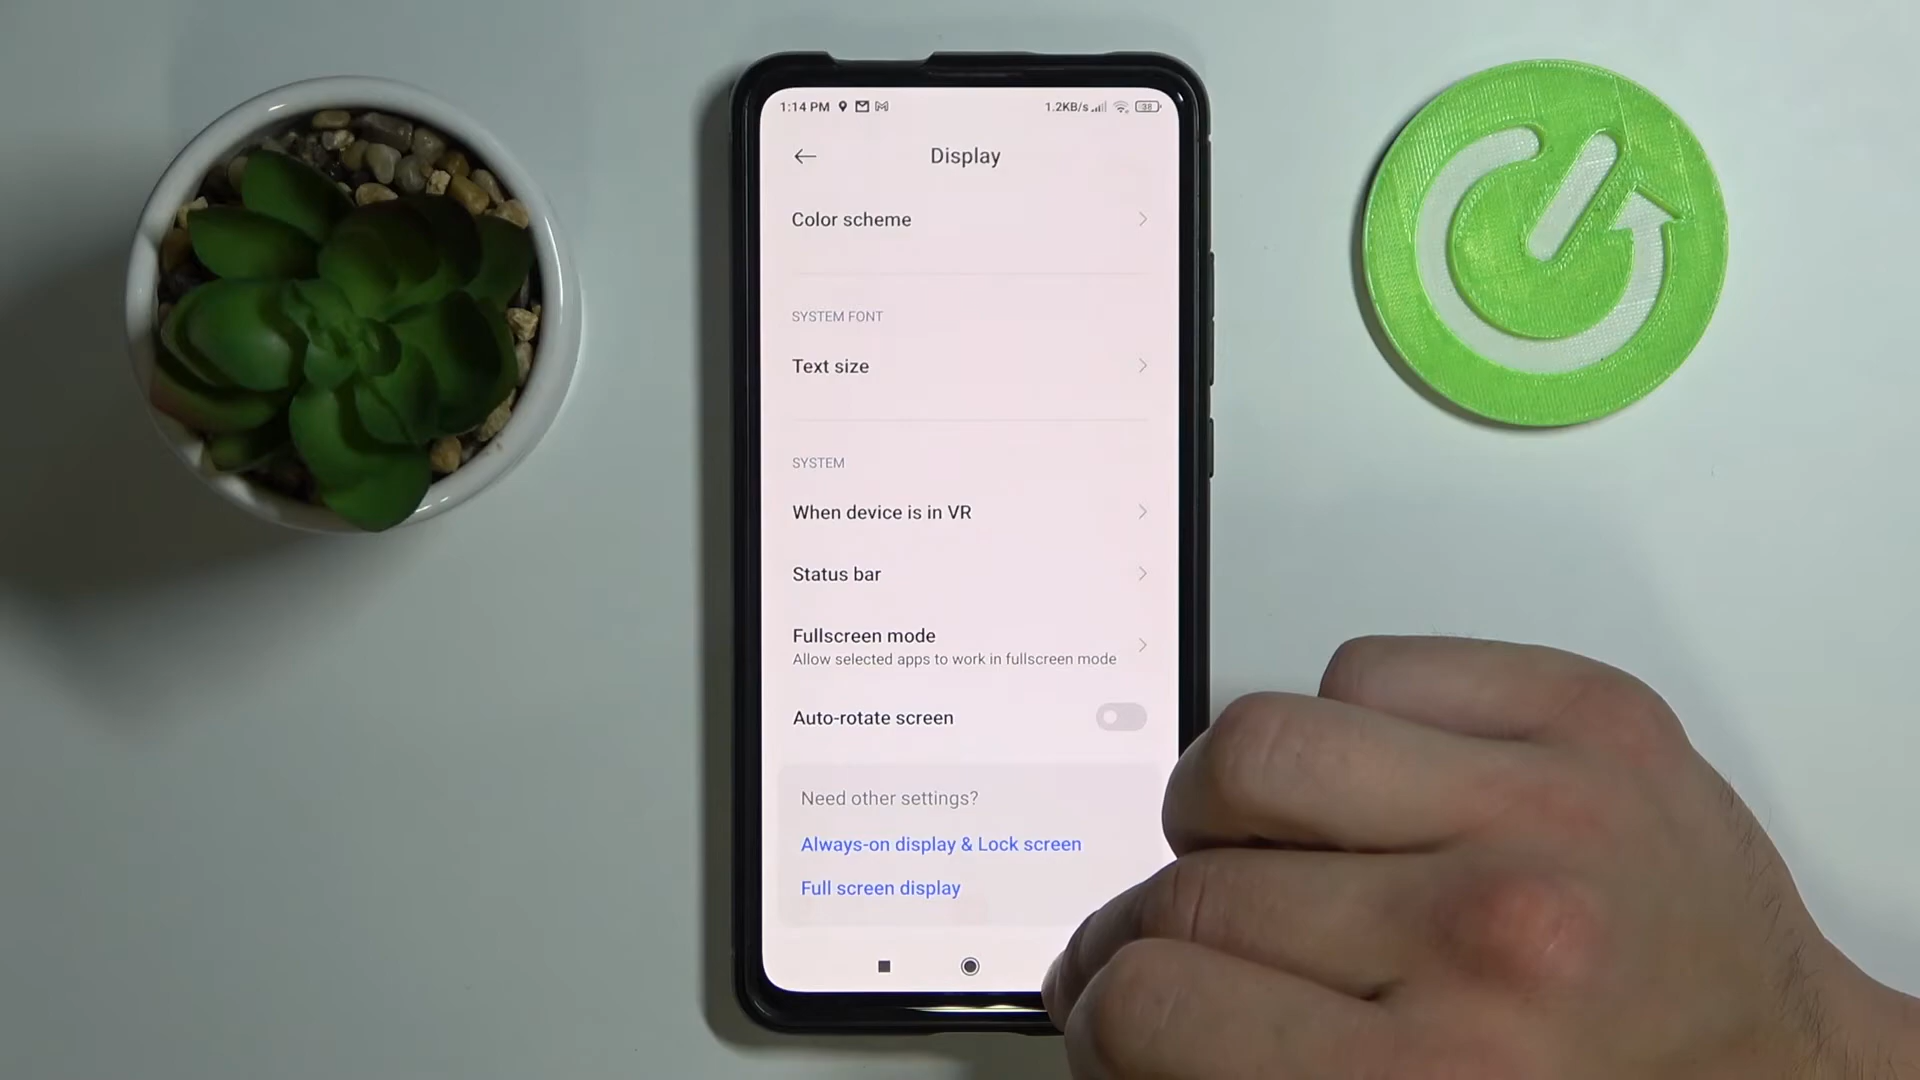 1:14 PM 1.2KB/s 38
Display
Color scheme
SYSTEM FONT
Text size
SYSTEM
When device is in VR
Status bar
Fullscreen mode
Allow selected apps to work in fullscreen mode
Auto-rotate screen
Need other settings?
Always-on display & Lock screen
Full screen display